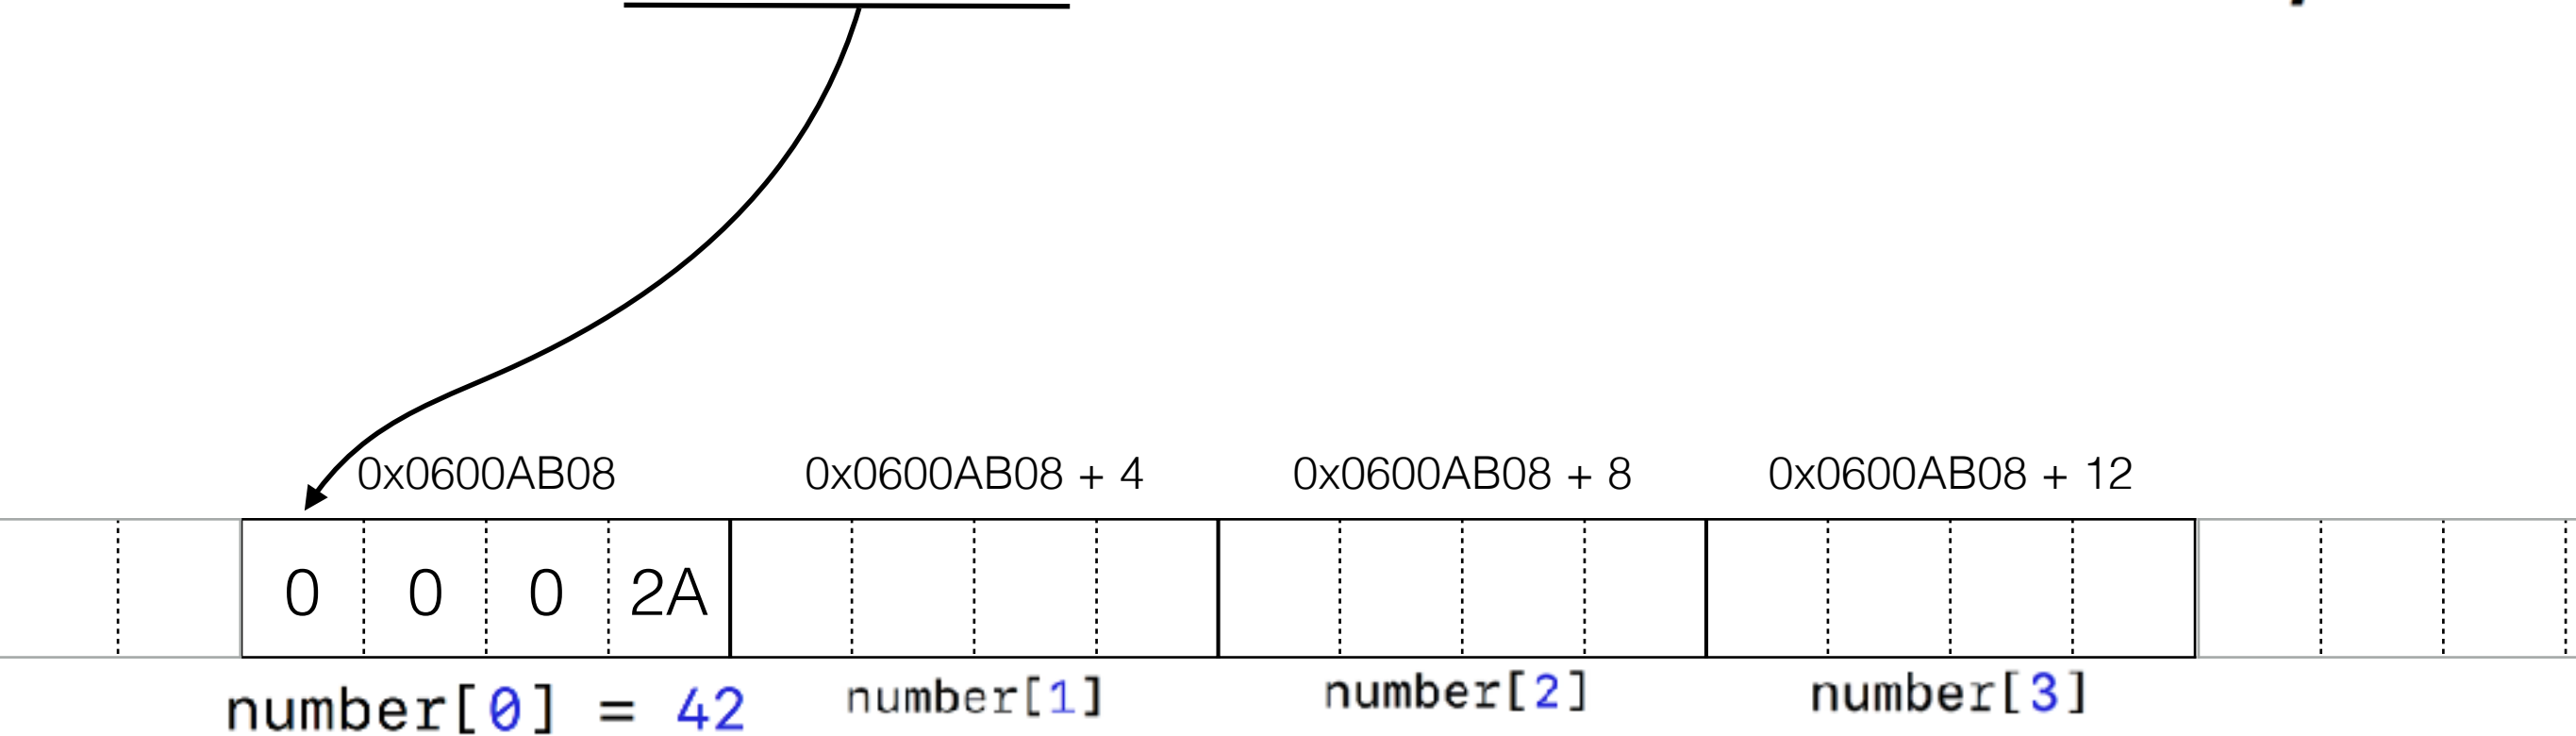 0x0600AB08 0x0600AB08 + 4 0x0600AB08 + 8 0x0600AB08 + 12
0 0 0 2A
number[0] = 42 number[1] number[2] number[3]